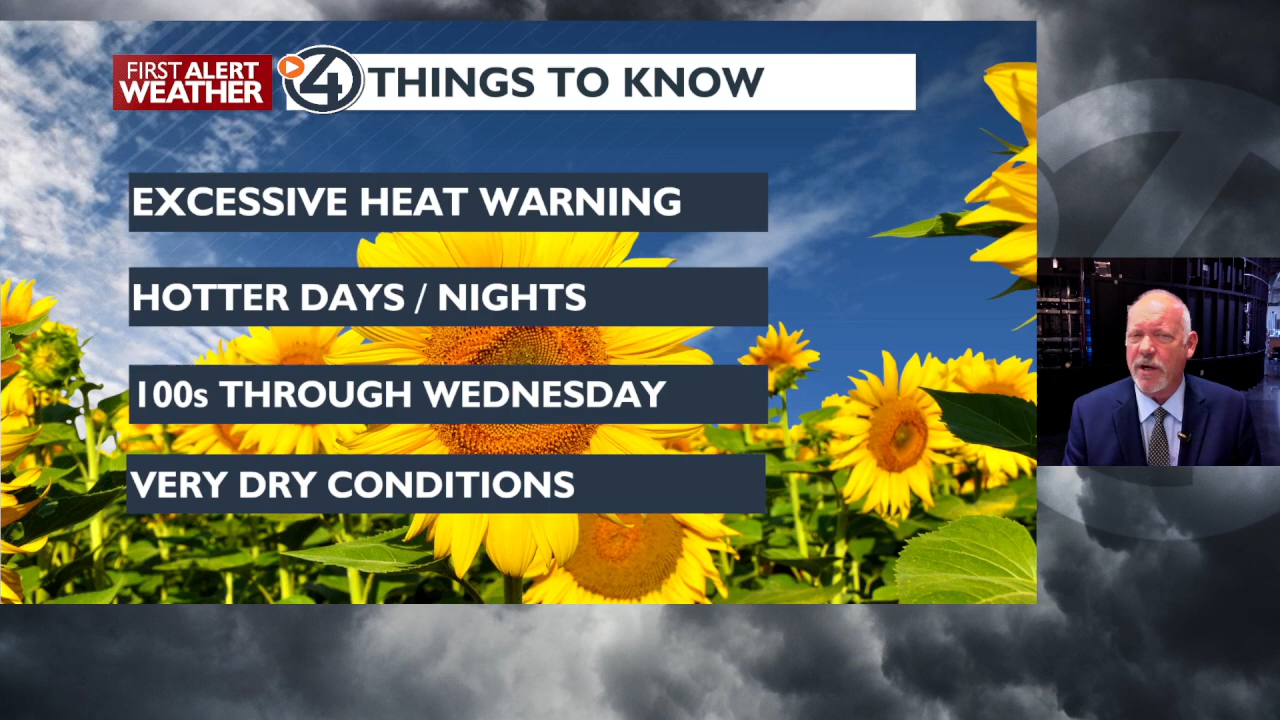 FIRST ALERT
WEATHER
4 THINGS TO KNOW
EXCESSIVE HEAT WARNING
HOTTER DAYS / NIGHTS
100s THROUGH WEDNESDAY
VERY DRY CONDITIONS